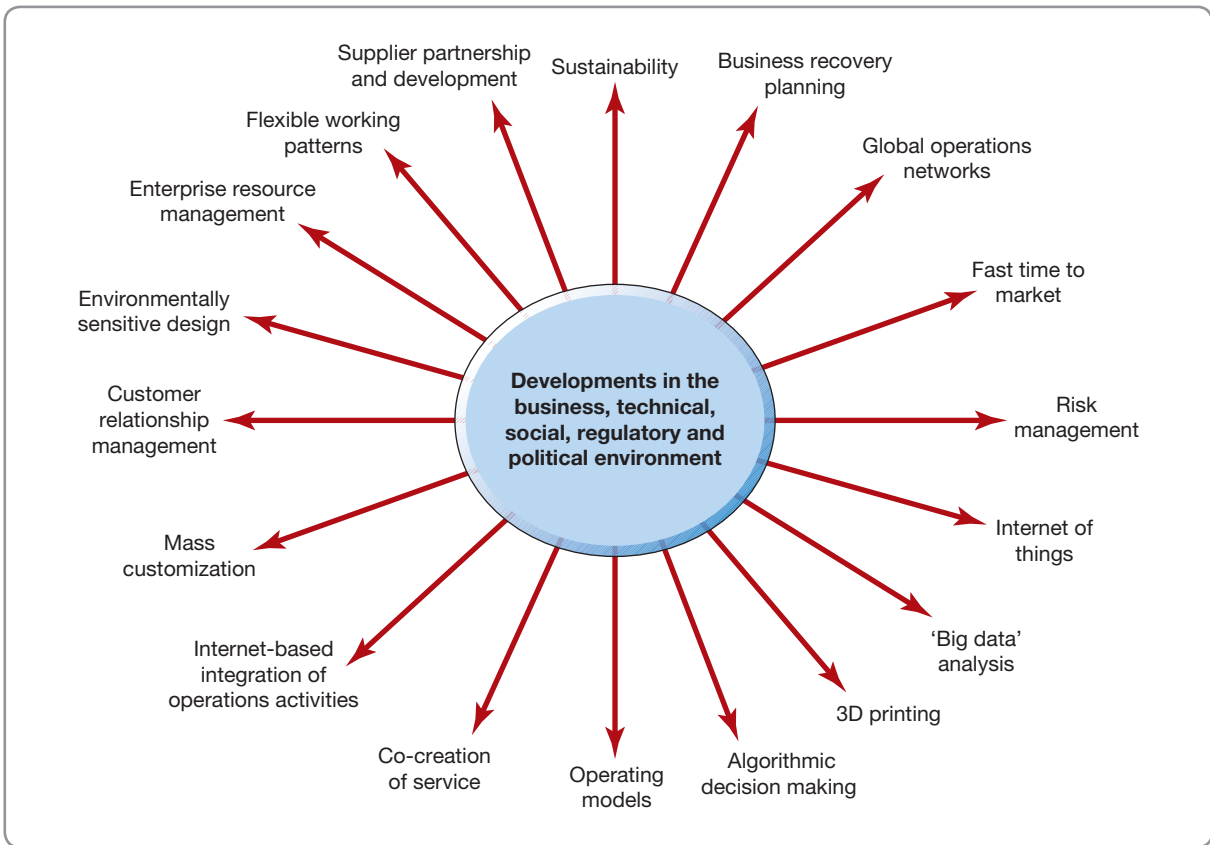 Supplier partnership
and development
Sustainability
Business recovery
planning
Flexible working
patterns
Global operations
networks
Enterprise resource
management
Fast time to
market
Environmentally
sensitive design
Developments in the
business, technical,
social, regulatory and
political environment
Customer
relationship
management
Risk
management
Mass
customization
Internet of
things
Internet-based
integration of
operations activities
‘Big data’
analysis
3D printing
Co-creation
of service
Operating
models
Algorithmic
decision making